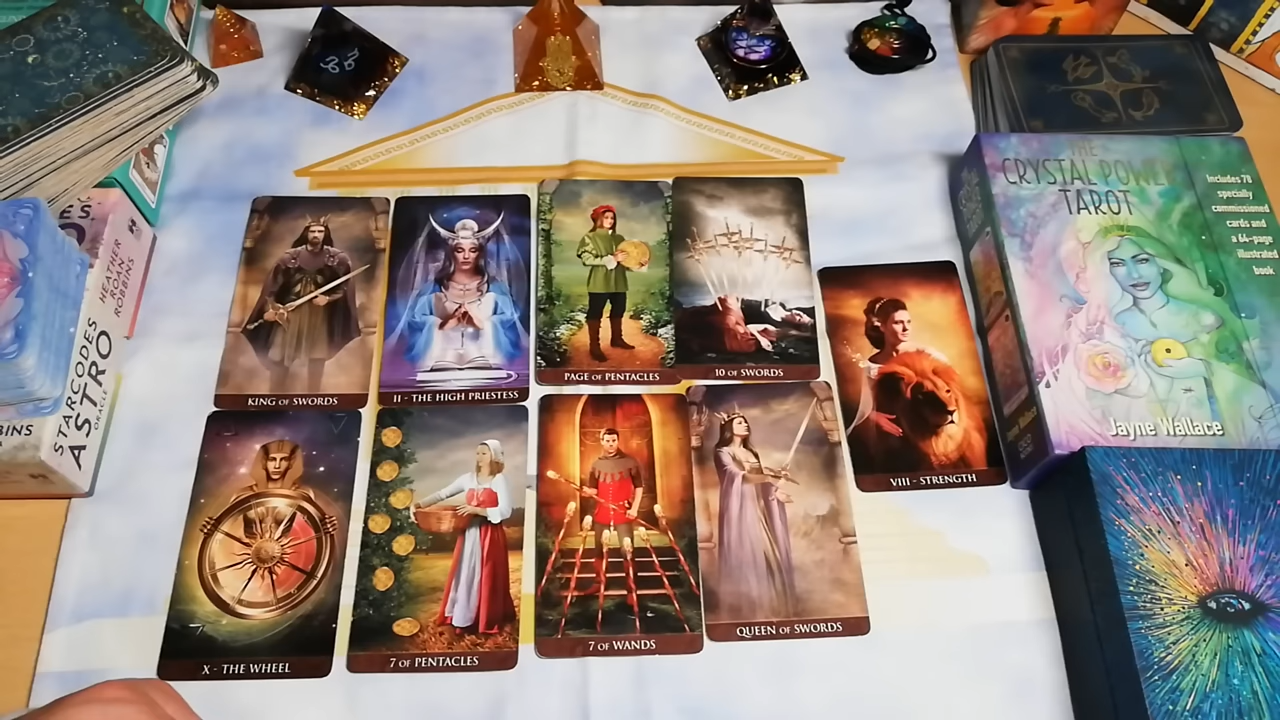 KING OF SWORDS
II - THE HIGH PRIESTESS
PAGE OF PENTACLES
10 OF SWORDS
VIII - STRENGTH
X - THE WHEEL
7 OF PENTACLES
7 OF WANDS
QUEEN OF SWORDS
THE
CRYSTAL POWER
TAROT
Includes 78
specially
commissioned
cards and
a 64-page
illustrated
book
Jayne Wallace
STARCODES
ASTRO
ORACLE
HEATHER
ROAN
ROBBINS